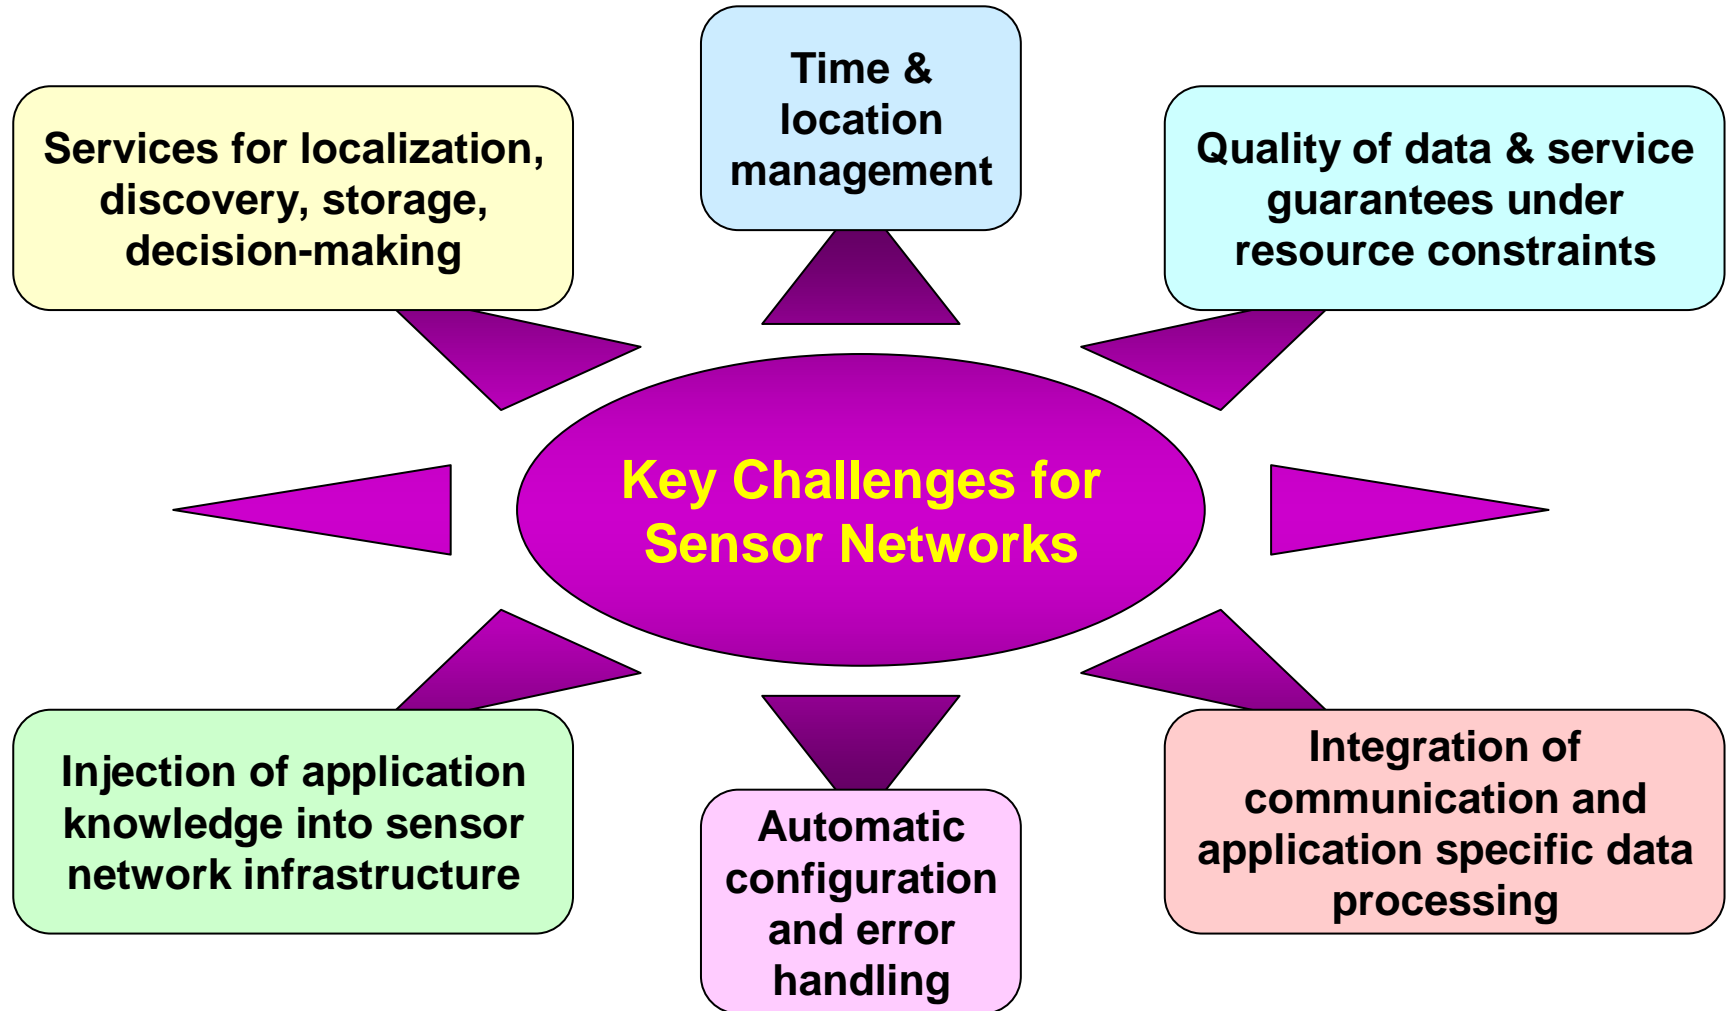 Time &
location
management
Services for localization,
discovery, storage,
decision-making
Quality of data & service
guarantees under
resource constraints
Key Challenges for
Sensor Networks
Injection of application
knowledge into sensor
network infrastructure
Automatic
configuration
and error
handling
Integration of
communication and
application specific data
processing